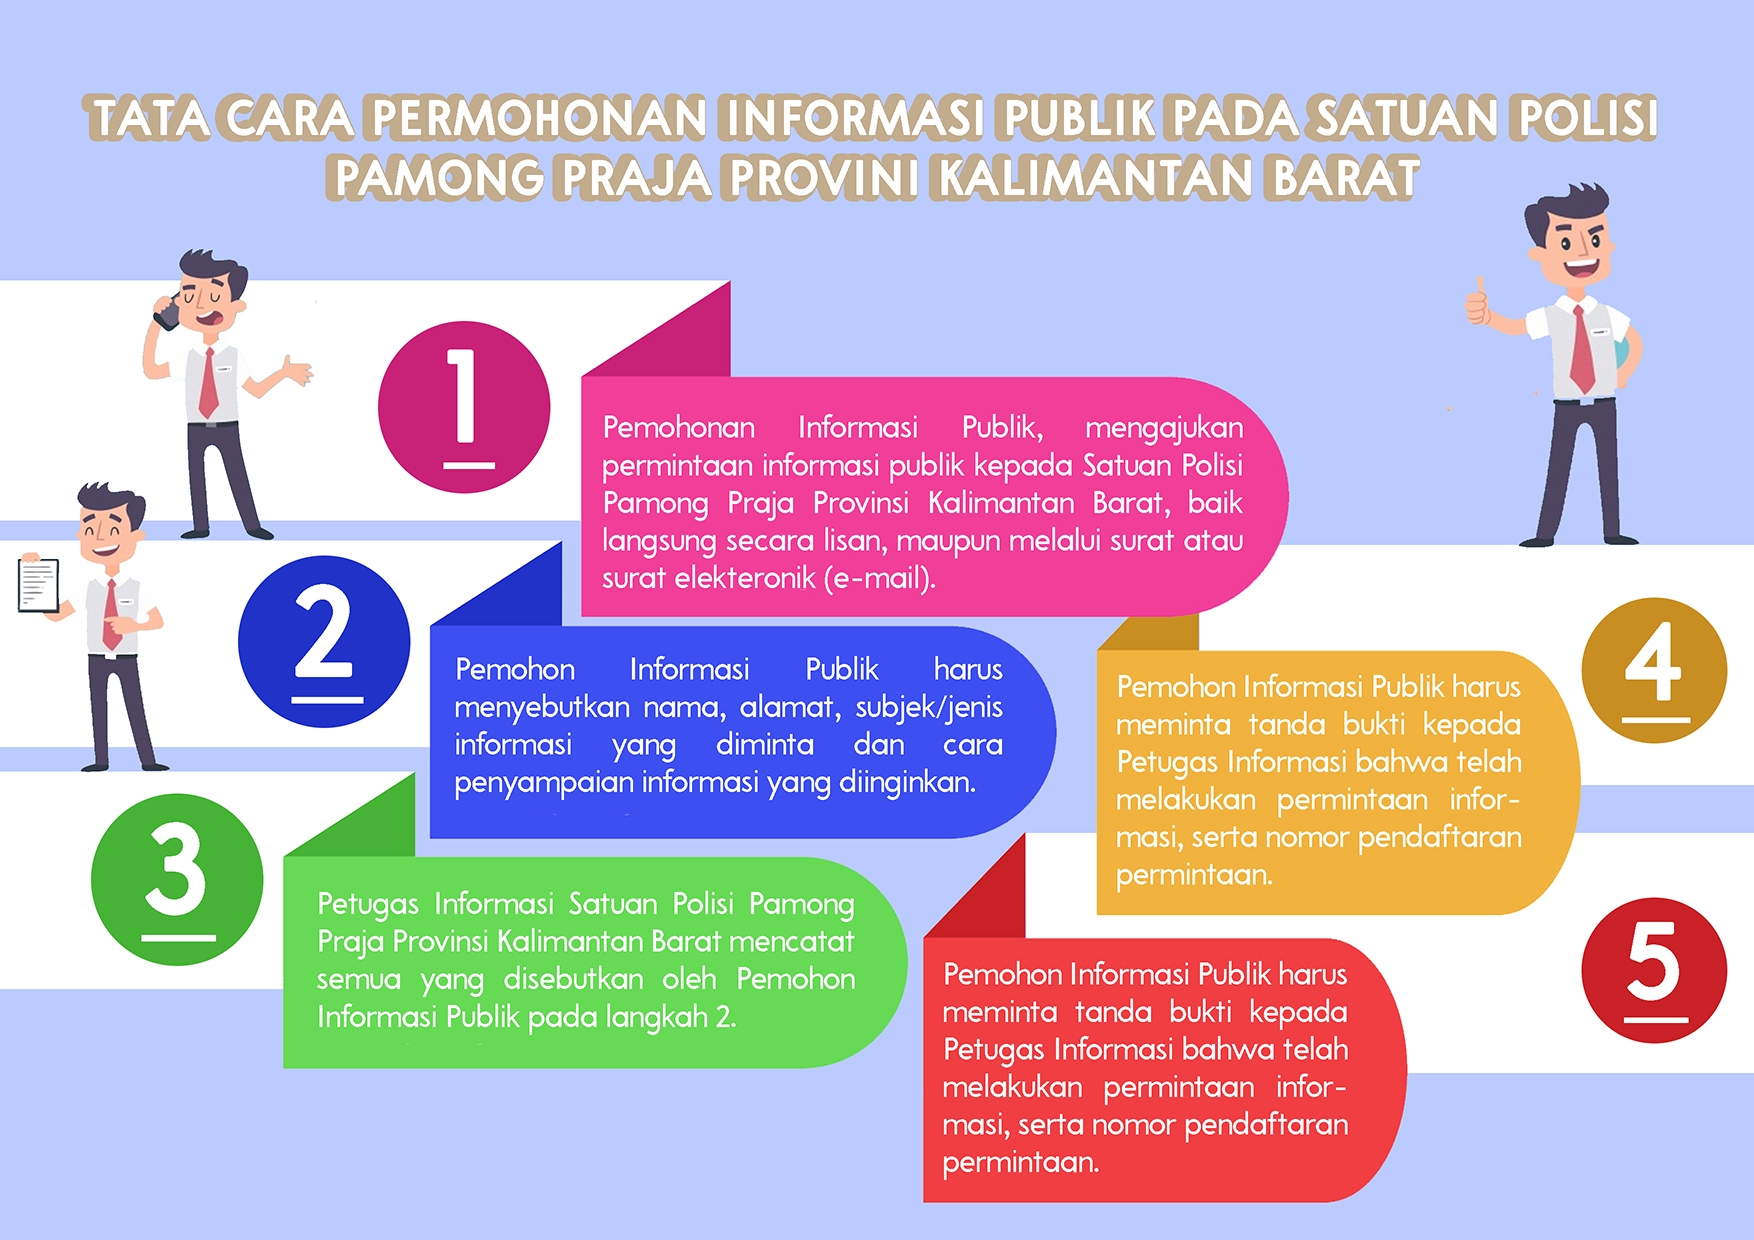 TATA CARA PERMOHONAN INFORMASI PUBLIK PADA SATUAN POLISI
PAMONG PRAJA PROVINI KALIMANTAN BARAT
1
Pemohonan Informasi Publik, mengajukan
permintaan informasi publik kepada Satuan Polisi
Pamong Praja Provinsi Kalimantan Barat, baik
langsung secara lisan, maupun melalui surat atau
surat elekteronik (e-mail).
2
Pemohon Informasi Publik harus
menyebutkan nama, alamat, subjek/jenis
informasi yang diminta dan cara
penyampaian informasi yang diinginkan.
3
Petugas Informasi Satuan Polisi Pamong
Praja Provinsi Kalimantan Barat mencatat
semua yang disebutkan oleh Pemohon
Informasi Publik pada langkah 2.
4
Pemohon Informasi Publik harus
meminta tanda bukti kepada
Petugas Informasi bahwa telah
melakukan permintaan infor-
masi, serta nomor pendaftaran
permintaan.
5
Pemohon Informasi Publik harus
meminta tanda bukti kepada
Petugas Informasi bahwa telah
melakukan permintaan infor-
masi, serta nomor pendaftaran
permintaan.